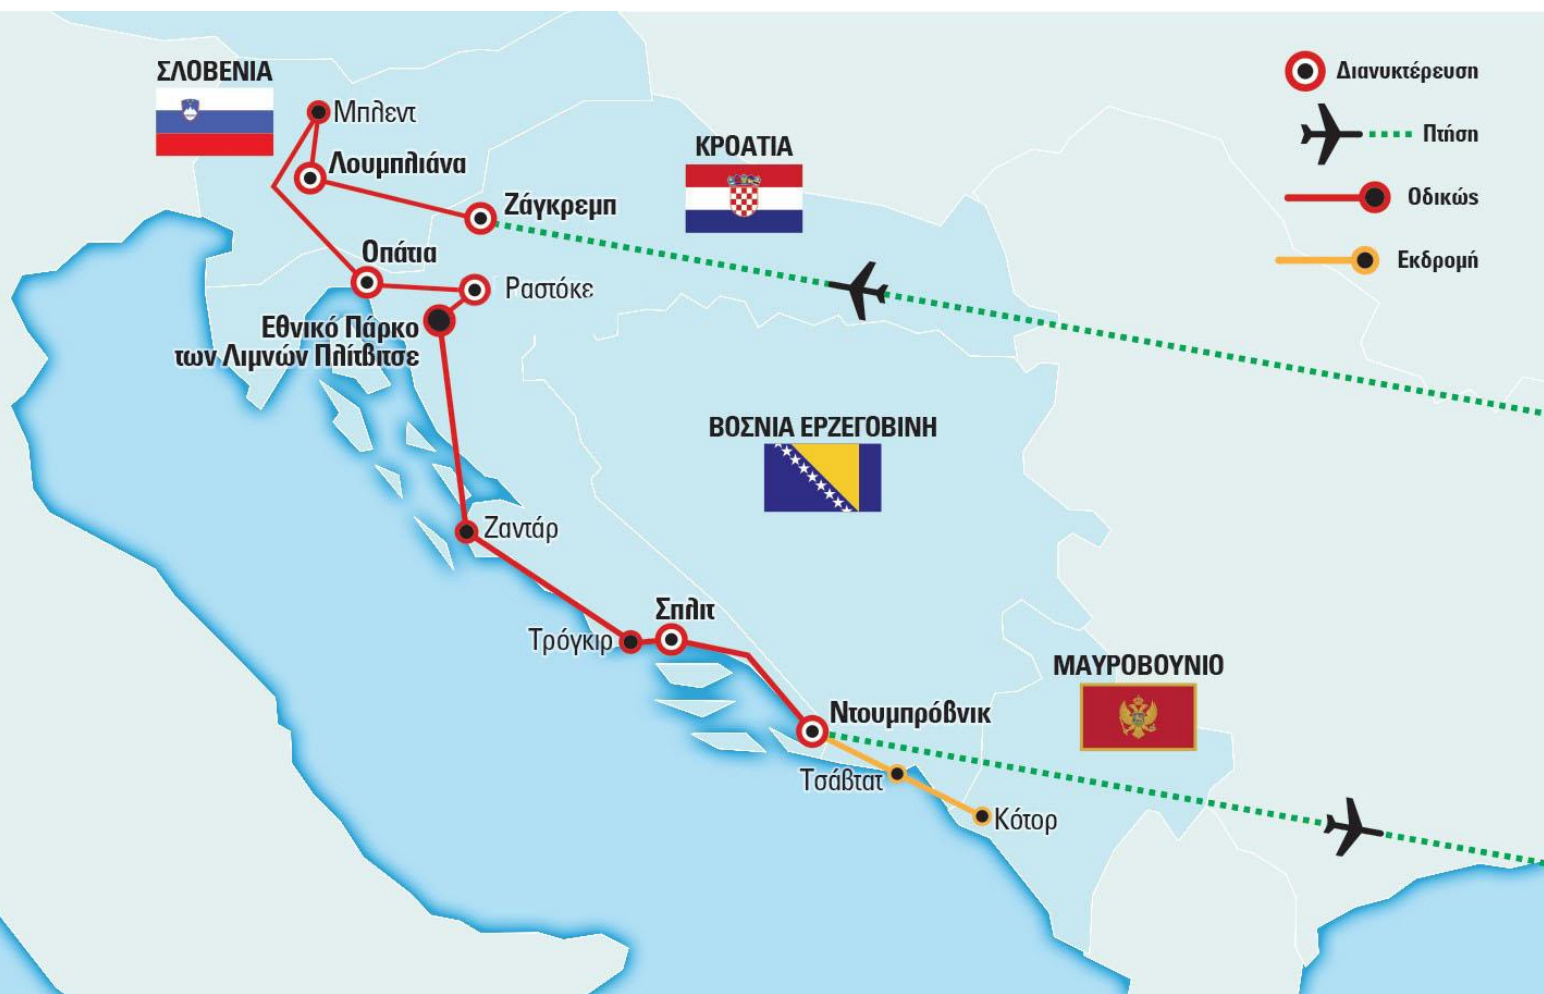 ΣΛΟΒΕΝΙΑ
Μπλεντ
Λουμπλιάνα
ΚΡΟΑΤΙΑ
Ζάγκρεμπ
Διανυκτέρευση
Πτήση
Οδικώς
Εκδρομή
Οπάτια
Ραστόκε
Εθνικό Πάρκο
των Λιμνών Πλίτβιτσε
ΒΟΣΝΙΑ ΕΡΖΕΓΟΒΙΝΗ
Ζαντάρ
Σπλιτ
Τρόγκιρ
ΜΑΥΡΟΒΟΥΝΙΟ
Ντουμπρόβνικ
Τσάβτατ
Κότορ